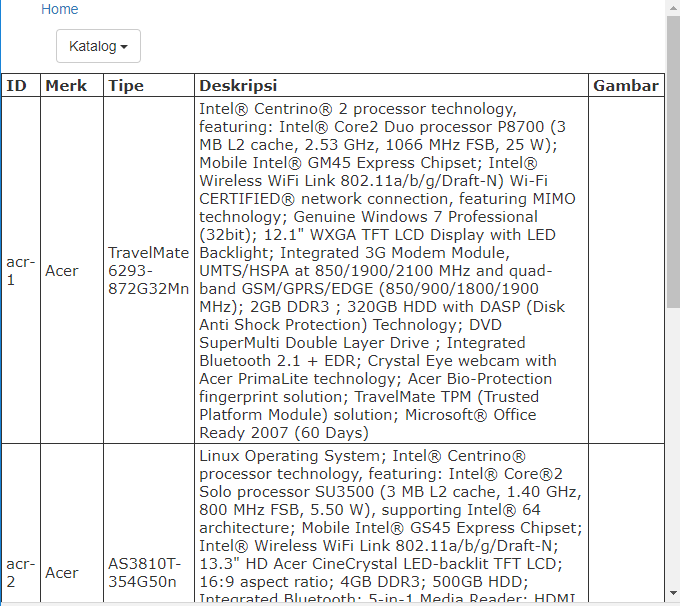 Home
Katalog
ID Merk Tipe Deskripsi Gambar
acr-
1
Acer
TravelMate
6293-
872G32Mn
Intel® Centrino® 2 processor technology,
featuring: Intel® Core2 Duo processor P8700 (3
MB L2 cache, 2.53 GHz, 1066 MHz FSB, 25 W);
Mobile Intel® GM45 Express Chipset; Intel®
Wireless WiFi Link 802.11a/b/g/Draft-N) Wi-Fi
CERTIFIED® network connection, featuring MIMO
technology; Genuine Windows 7 Professional
(32bit); 12.1" WXGA TFT LCD Display with LED
Backlight; Integrated 3G Modem Module,
UMTS/HSPA at 850/1900/2100 MHz and quad-
band GSM/GPRS/EDGE (850/900/1800/1900
MHz); 2GB DDR3 ; 320GB HDD with DASP (Disk
Anti Shock Protection) Technology; DVD
SuperMulti Double Layer Drive ; Integrated
Bluetooth 2.1 + EDR; Crystal Eye webcam with
Acer PrimaLite technology; Acer Bio-Protection
fingerprint solution; TravelMate TPM (Trusted
Platform Module) solution; Microsoft® Office
Ready 2007 (60 Days)
acr-
2
Acer
AS3810T-
354G50n
Linux Operating System; Intel® Centrino®
processor technology, featuring: Intel® Core®2
Solo processor SU3500 (3 MB L2 cache, 1.40 GHz,
800 MHz FSB, 5.50 W), supporting Intel® 64
architecture; Mobile Intel® GS45 Express Chipset;
Intel® Wireless WiFi Link 802.11a/b/g/Draft-N;
13.3" HD Acer CineCrystal LED-backlit TFT LCD;
16:9 aspect ratio; 4GB DDR3; 500GB HDD;
Integrated Bluetooth; 5-in-1 Media Reader; HDMI